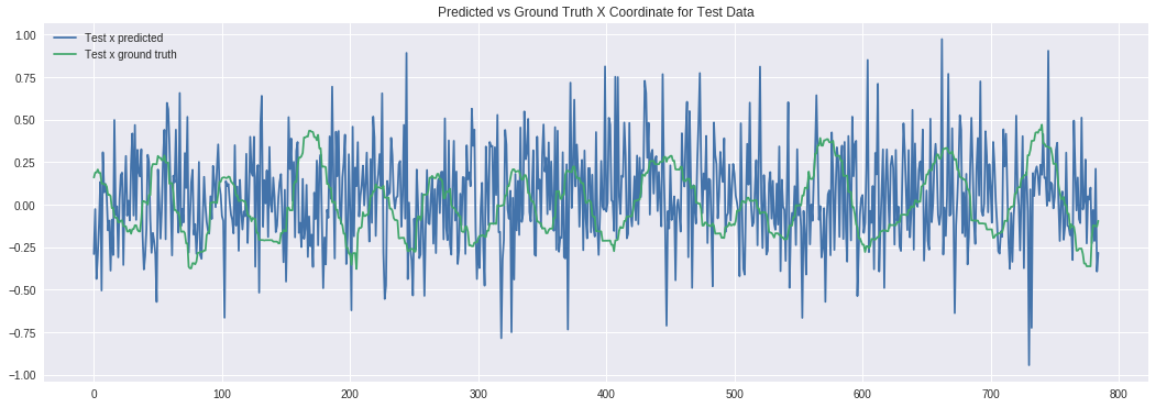 Predicted vs Ground Truth X Coordinate for Test Data
Test x predicted
Test x ground truth
1.00
0.75
0.50
0.25
0.00
−0.25
−0.50
−0.75
−1.00
0 100 200 300 400 500 600 700 800